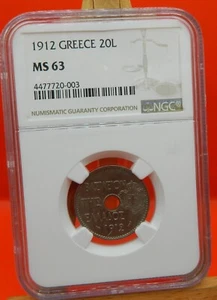 1912 GREECE 20L
MS 63
4477720-003
NUMISMATIC GUARANTY CORPORATION
NGC
1912